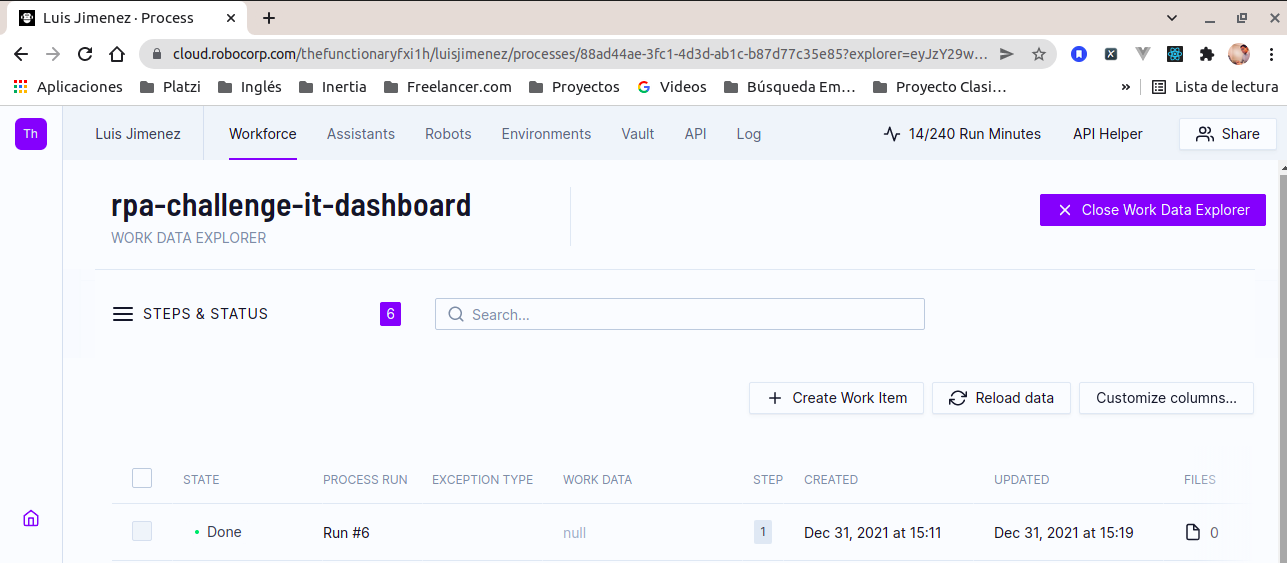 Luis Jimenez · Process
cloud.robocorp.com/thefunctionaryfxi1h/luisjimenez/processes/88ad44ae-3fc1-4d3d-ab1c-b87d77c35e85?explorer=eyJzY29w...
Aplicaciones Platzi Inglés Inertia Freelancer.com Proyectos Videos Búsqueda Em... Proyecto Clasi... » Lista de lectura
Th Luis Jimenez Workforce Assistants Robots Environments Vault API Log 14/240 Run Minutes API Helper Share
rpa-challenge-it-dashboard
WORK DATA EXPLORER
Close Work Data Explorer
STEPS & STATUS 6 Search...
Create Work Item Reload data Customize columns...
STATE PROCESS RUN EXCEPTION TYPE WORK DATA STEP CREATED UPDATED FILES
Done Run #6 null 1 Dec 31, 2021 at 15:11 Dec 31, 2021 at 15:19 0